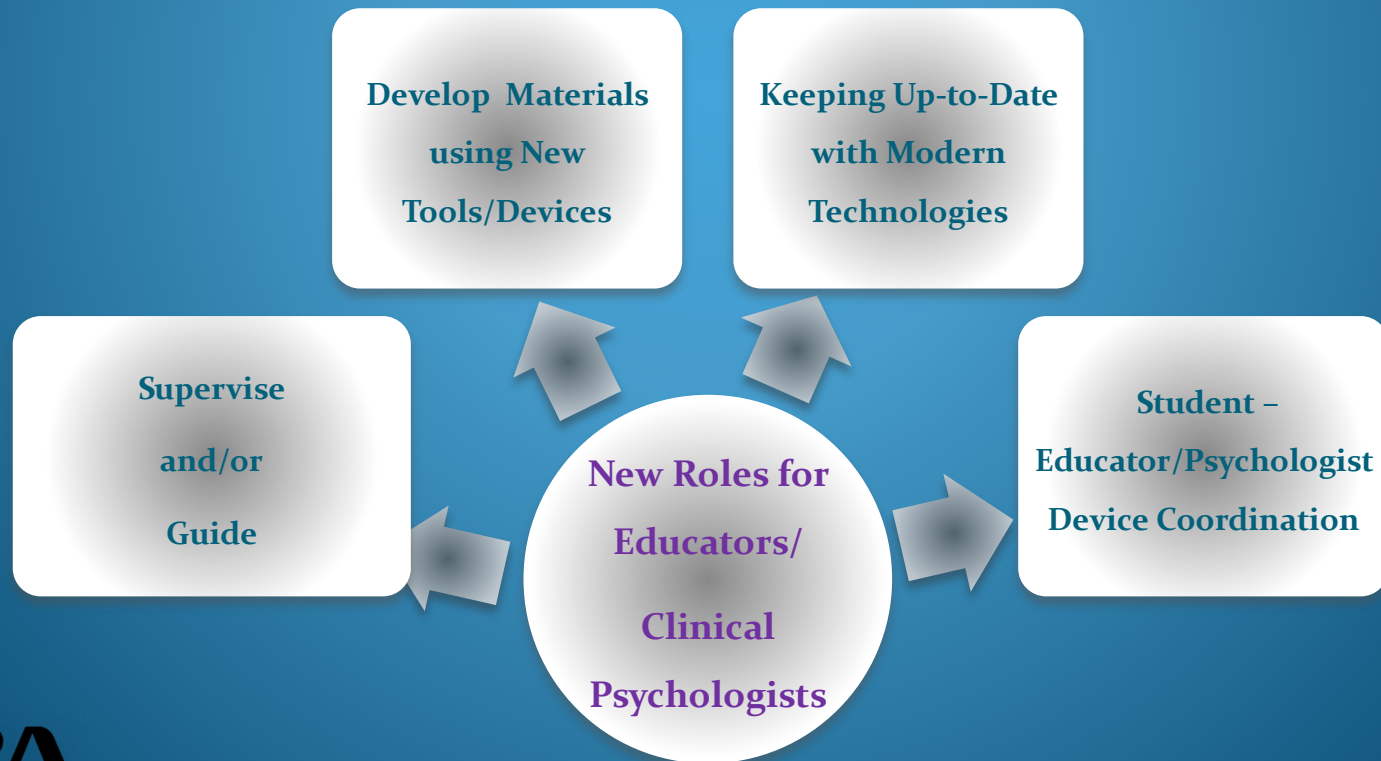 Develop Materials
using New
Tools/Devices
Keeping Up-to-Date
with Modern
Technologies
Supervise
and/or
Guide
Student –
Educator/Psychologist
Device Coordination
New Roles for
Educators/
Clinical
Psychologists